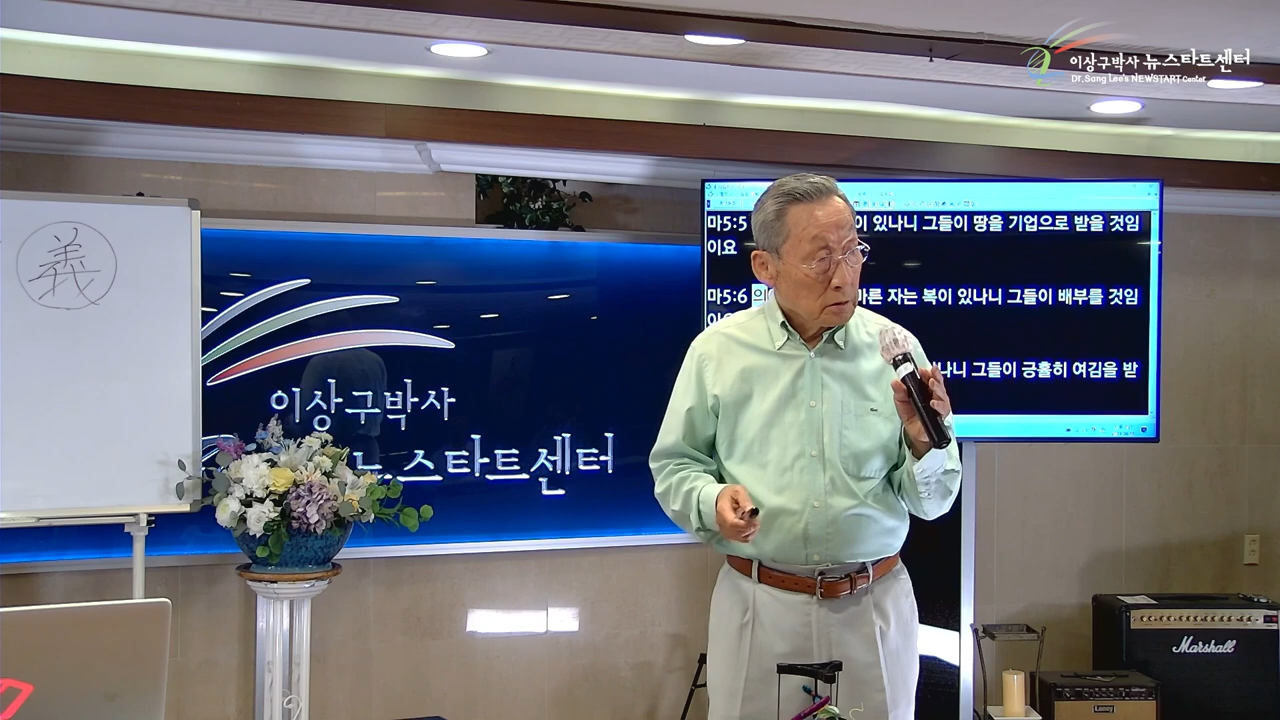 이상구박사 뉴스타트센터
Dr. Sang Lee's NEWSTART Center
義
이상구박사
뉴스타트센터
마5:5 있나니 그들이 땅을 기업으로 받을 것임
이요
마5:6 의 마른 자는 복이 있나니 그들이 배부를 것임
나니 그들이 긍휼히 여김을 받
Marshall
Laney